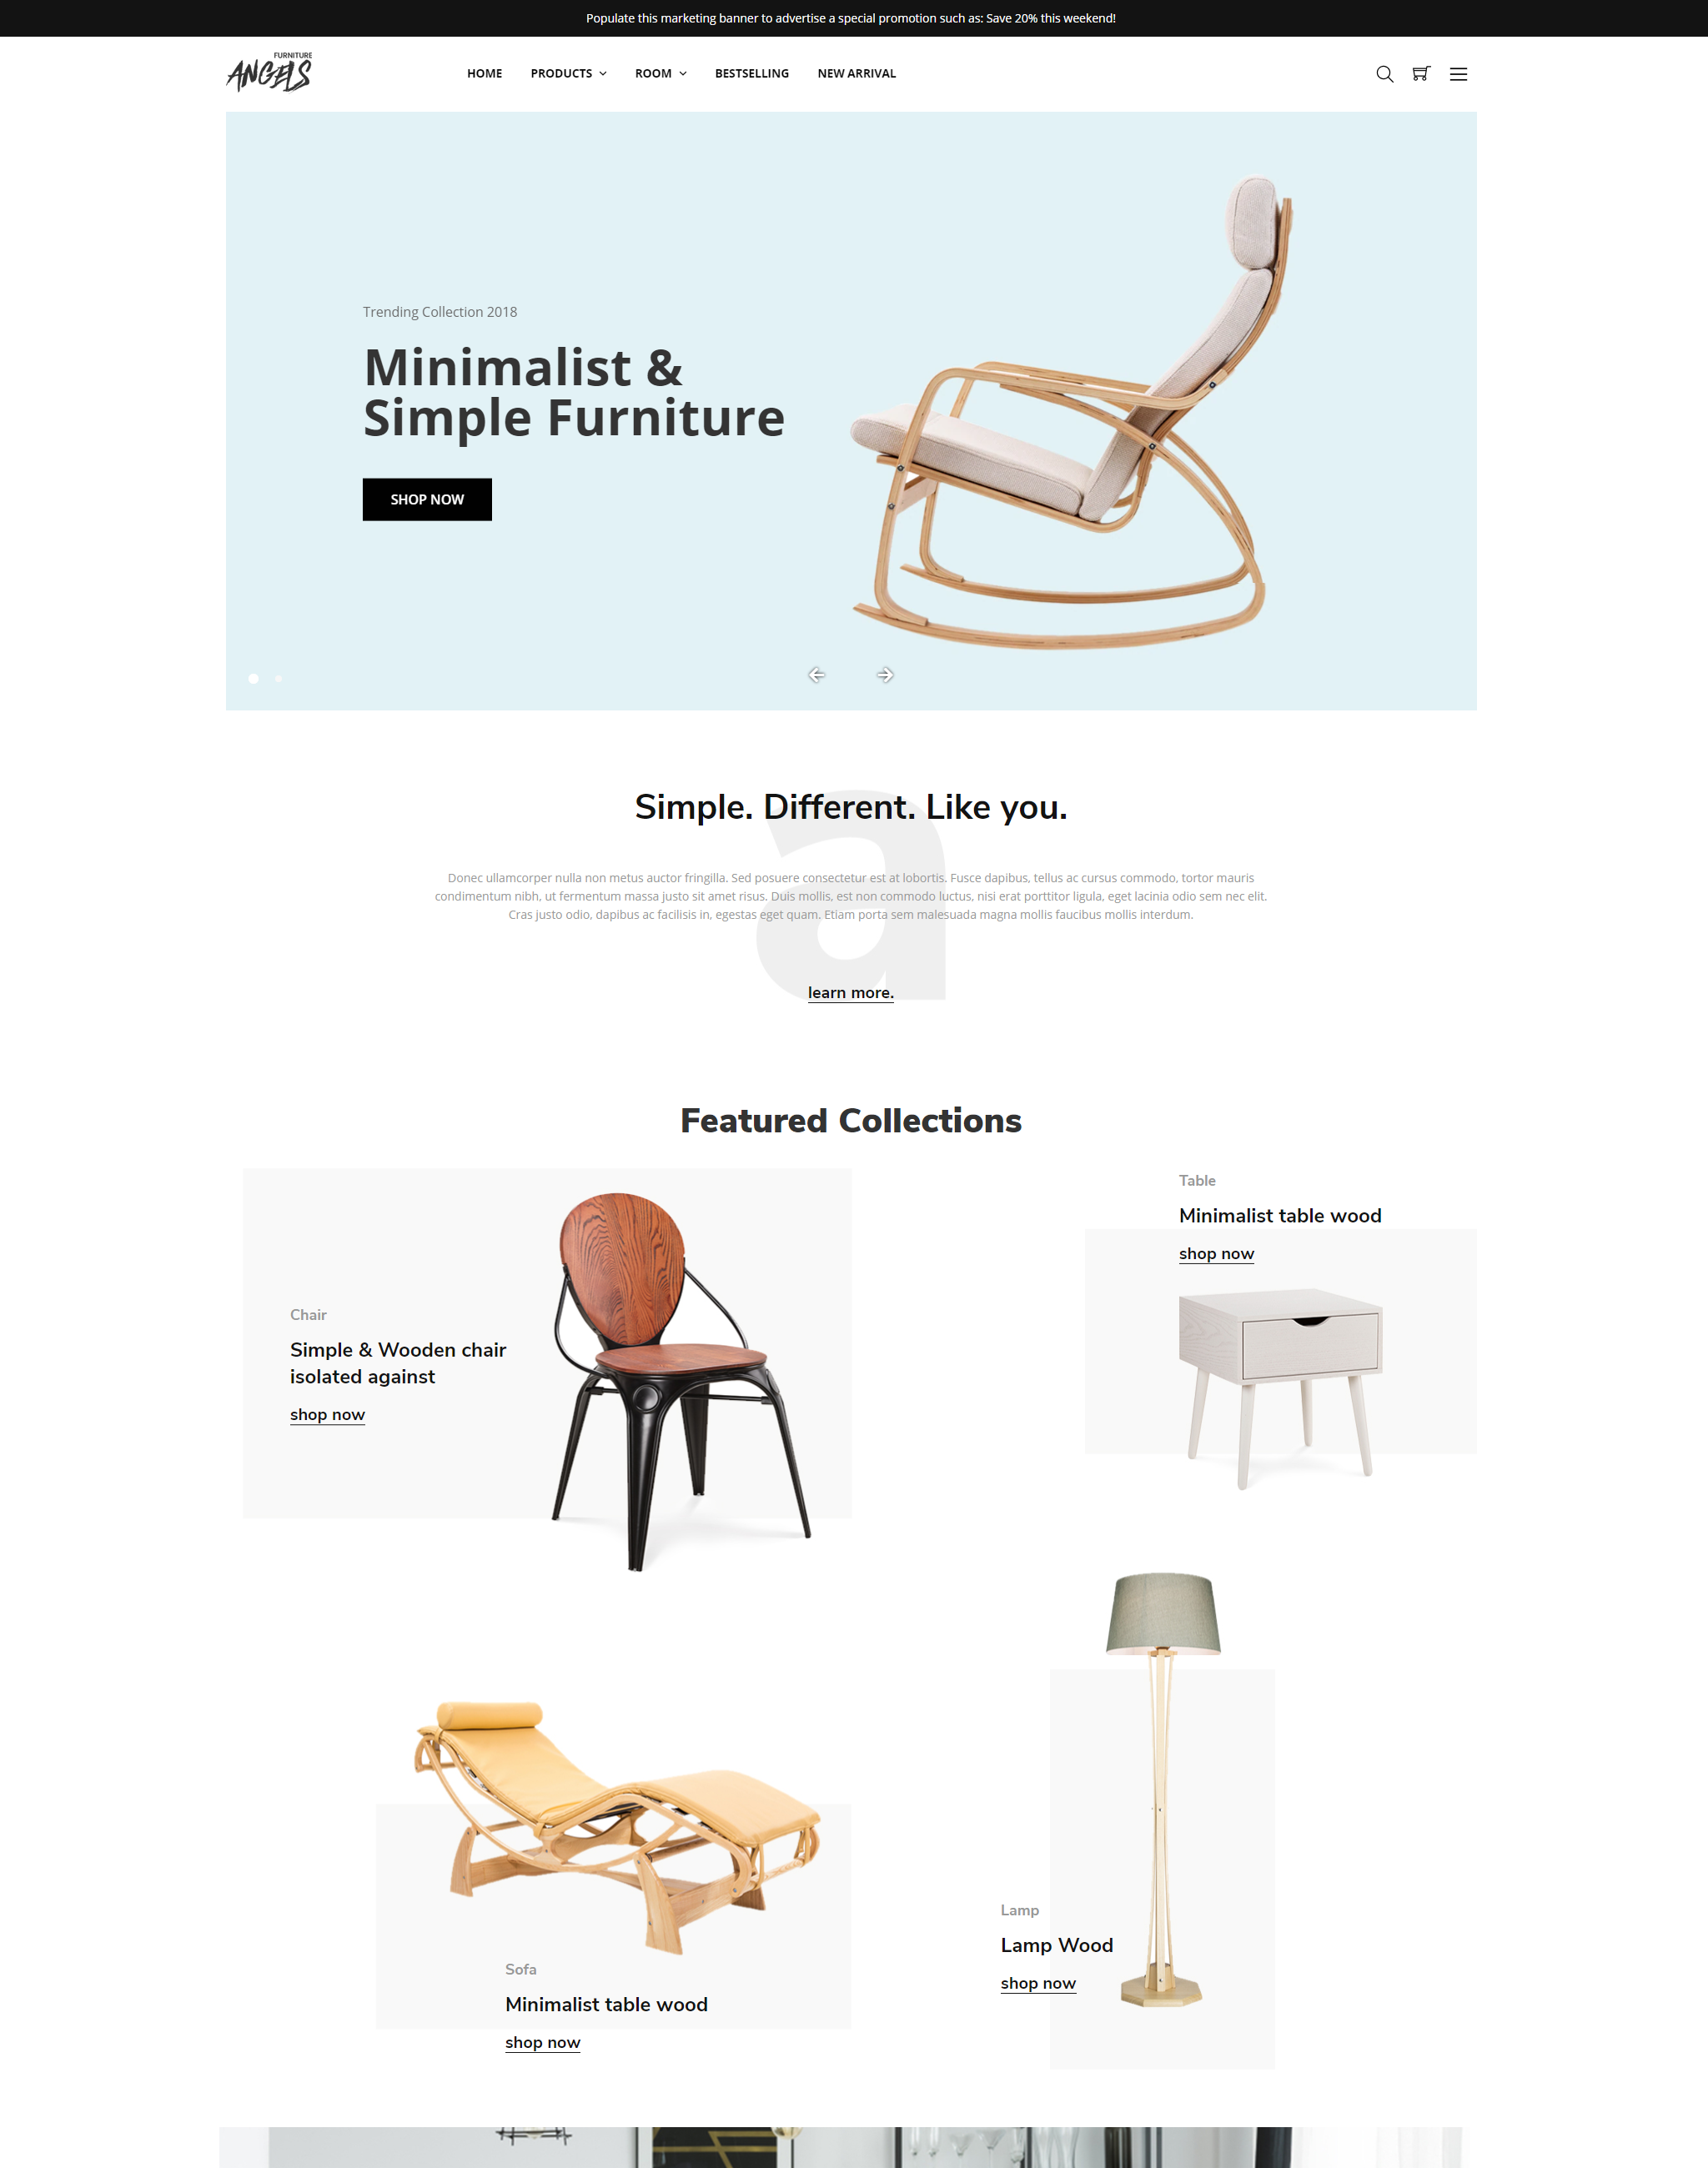 Populate this marketing banner to advertise a special promotion such as: Save 20% this weekend!
FURNITURE
ANGELS
HOME PRODUCTS ROOM BESTSELLING NEW ARRIVAL
Trending Collection 2018
Minimalist &
Simple Furniture
SHOP NOW
a
Simple. Different. Like you.
Donec ullamcorper nulla non metus auctor fringilla. Sed posuere consectetur est at lobortis. Fusce dapibus, tellus ac cursus commodo, tortor mauris
condimentum nibh, ut fermentum massa justo sit amet risus. Duis mollis, est non commodo luctus, nisi erat porttitor ligula, eget lacinia odio sem nec elit.
Cras justo odio, dapibus ac facilisis in, egestas eget quam. Etiam porta sem malesuada magna mollis faucibus mollis interdum.
learn more.
Featured Collections
Chair
Simple & Wooden chair
isolated against
shop now
Table
Minimalist table wood
shop now
Sofa
Minimalist table wood
shop now
Lamp
Lamp Wood
shop now